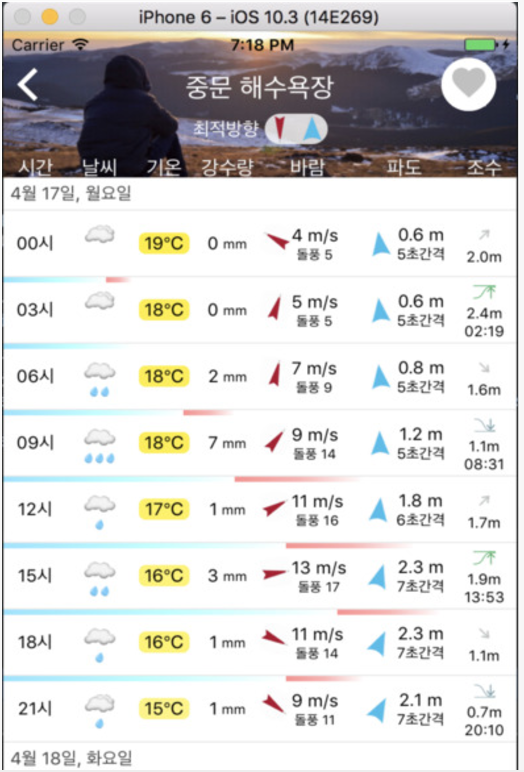 iPhone 6 – iOS 10.3 (14E269)
Carrier 7:18 PM
중문 해수욕장
최적방향
시간 날씨 기온 강수량 바람 파도 조수
4월 17일, 월요일
00시 19°C 0 mm 4 m/s 돌풍 5 0.6 m 5초간격 2.0m
03시 18°C 0 mm 5 m/s 돌풍 5 0.6 m 5초간격 2.4m 02:19
06시 18°C 2 mm 7 m/s 돌풍 9 0.8 m 5초간격 1.6m
09시 18°C 7 mm 9 m/s 돌풍 14 1.2 m 5초간격 1.1m 08:31
12시 17°C 1 mm 11 m/s 돌풍 16 1.8 m 6초간격 1.7m
15시 16°C 3 mm 13 m/s 돌풍 17 2.3 m 7초간격 1.9m 13:53
18시 16°C 1 mm 11 m/s 돌풍 14 2.3 m 7초간격 1.1m
21시 15°C 1 mm 9 m/s 돌풍 11 2.1 m 7초간격 0.7m 20:10
4월 18일, 화요일